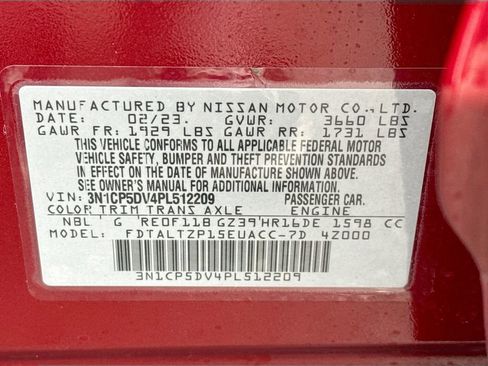 MANUFACTURED BY NISSAN MOTOR CO.,LTD.
DATE: 02/23. GVWR: 3660 LBS
GAWR FR: 1929 LBS GAWR RR: 1731 LBS
THIS VEHICLE CONFORMS TO ALL APPLICABLE FEDERAL MOTOR
VEHICLE SAFETY, BUMPER AND THEFT PREVENTION STANDARDS
IN EFFECT ON THE DATE OF MANUFACTURE SHOWN ABOVE.
SEE OWNER'S MANUAL FOR ADDITIONAL INFORMATION.
VIN: 3N1CP5DV4PL512209 PASSENGER CAR.
COLOR TRIM TRANS AXLE ENGINE
NBL G RE0F11B GZ39 HR16DE 1598 CC
MODEL: FDTALTZP15EUACC-7D 4Z000
3N1CP5DV4PL512209